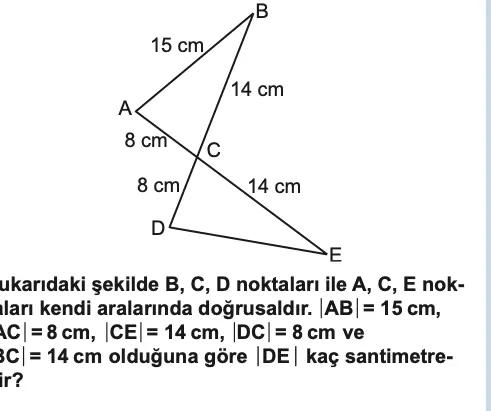 B
15 cm
14 cm
A
8 cm
C
8 cm
14 cm
D
E
ukarıdaki şekilde B, C, D noktaları ile A, C, E nok-
aları kendi aralarında doğrusaldır. |AB| = 15 cm,
AC| = 8 cm, |CE| = 14 cm, |DC| = 8 cm ve
BC| = 14 cm olduğuna göre |DE| kaç santimetre-
ir?